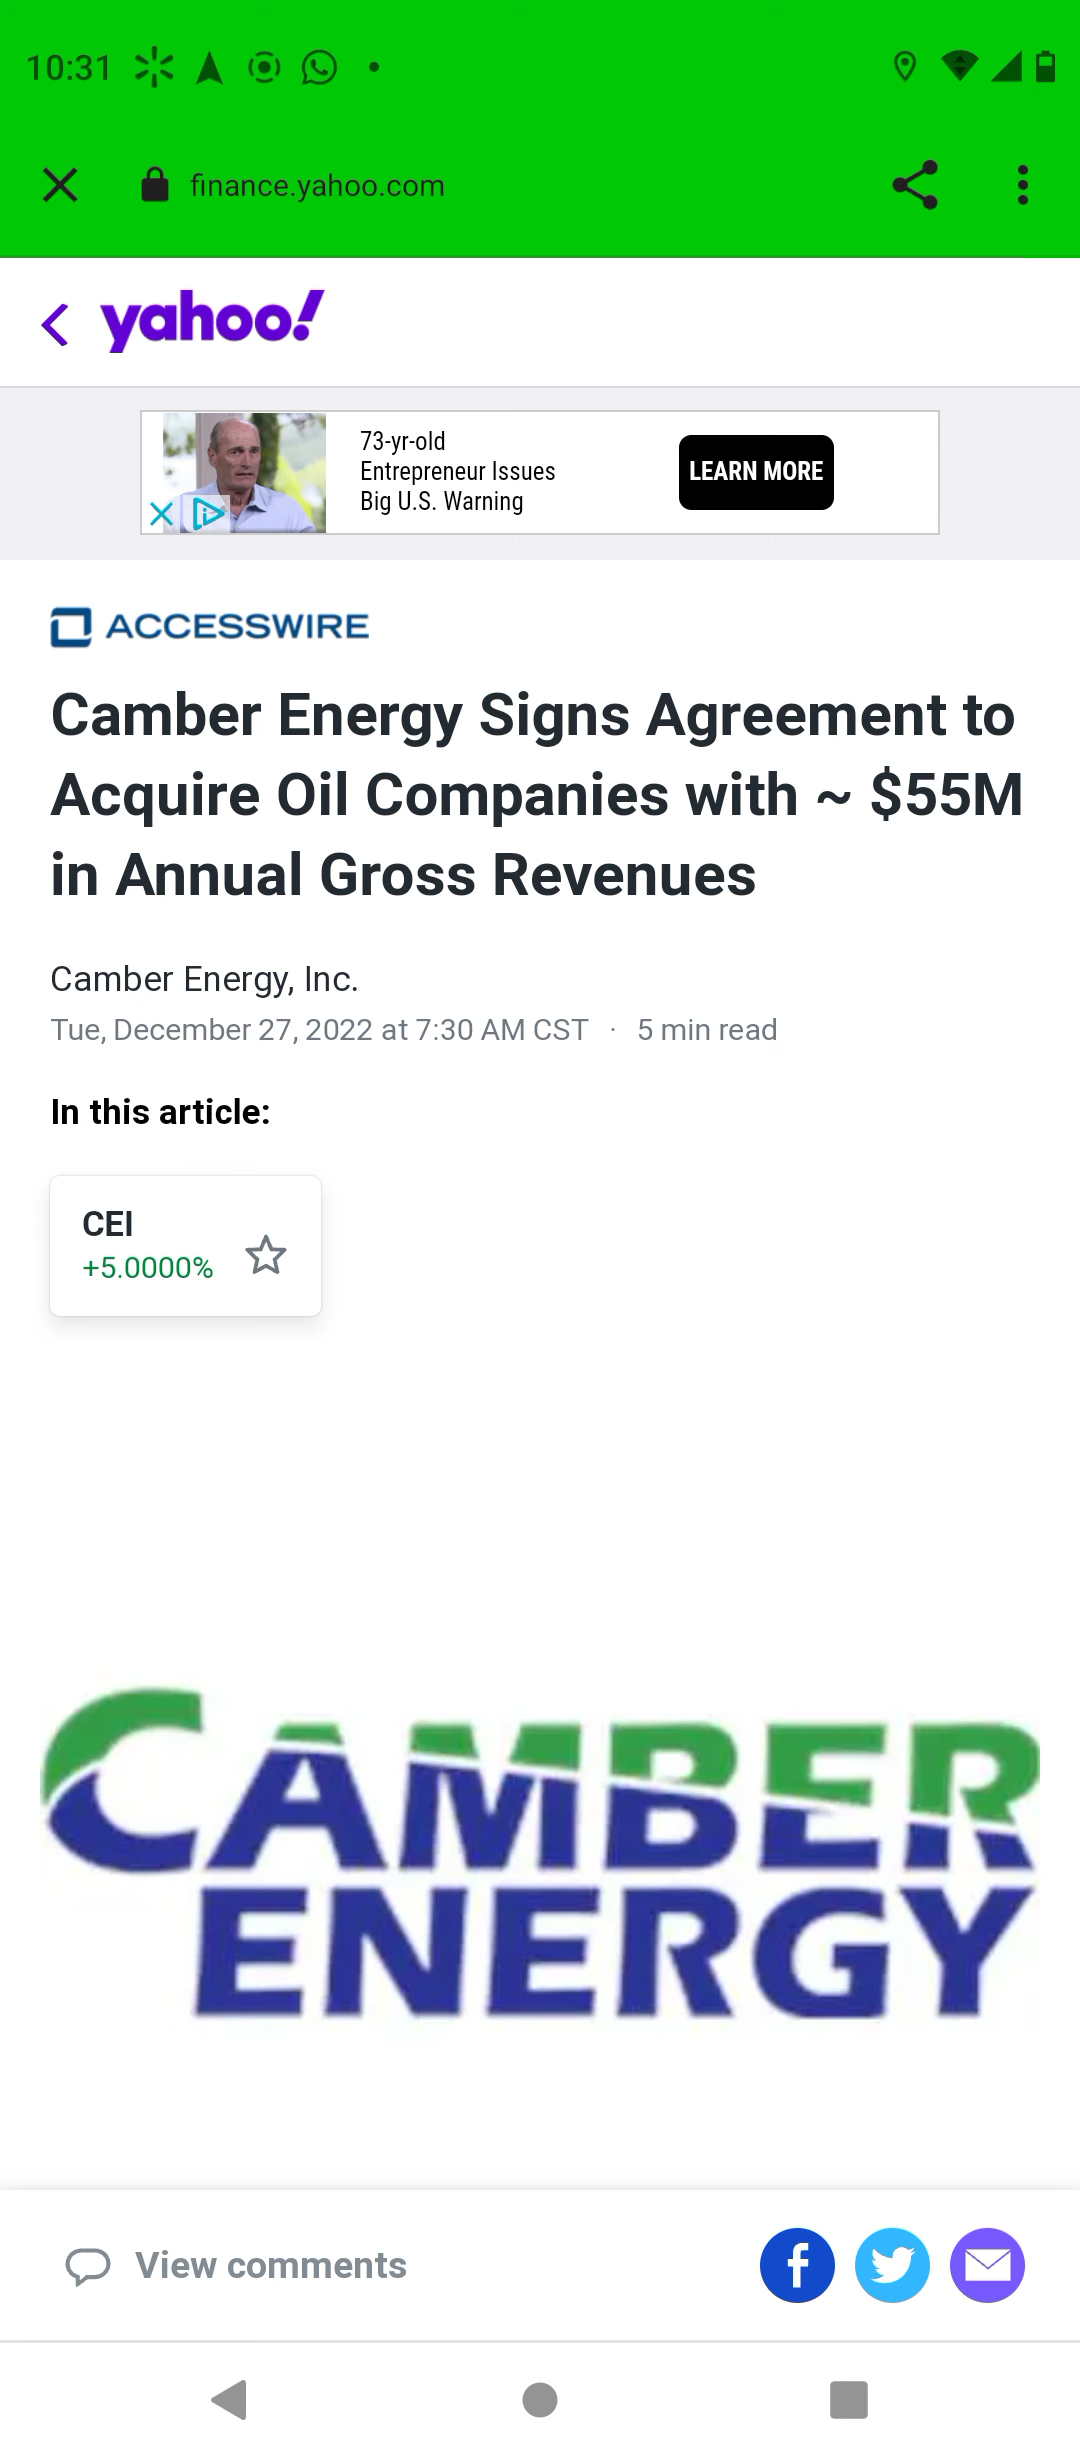 10:31
finance.yahoo.com
yahoo!
73-yr-old
Entrepreneur Issues
Big U.S. Warning
LEARN MORE
ACCESSWIRE
Camber Energy Signs Agreement to
Acquire Oil Companies with ~ $55M
in Annual Gross Revenues
Camber Energy, Inc.
Tue, December 27, 2022 at 7:30 AM CST · 5 min read
In this article:
CEI
+5.0000%
CAMBER
ENERGY
View comments